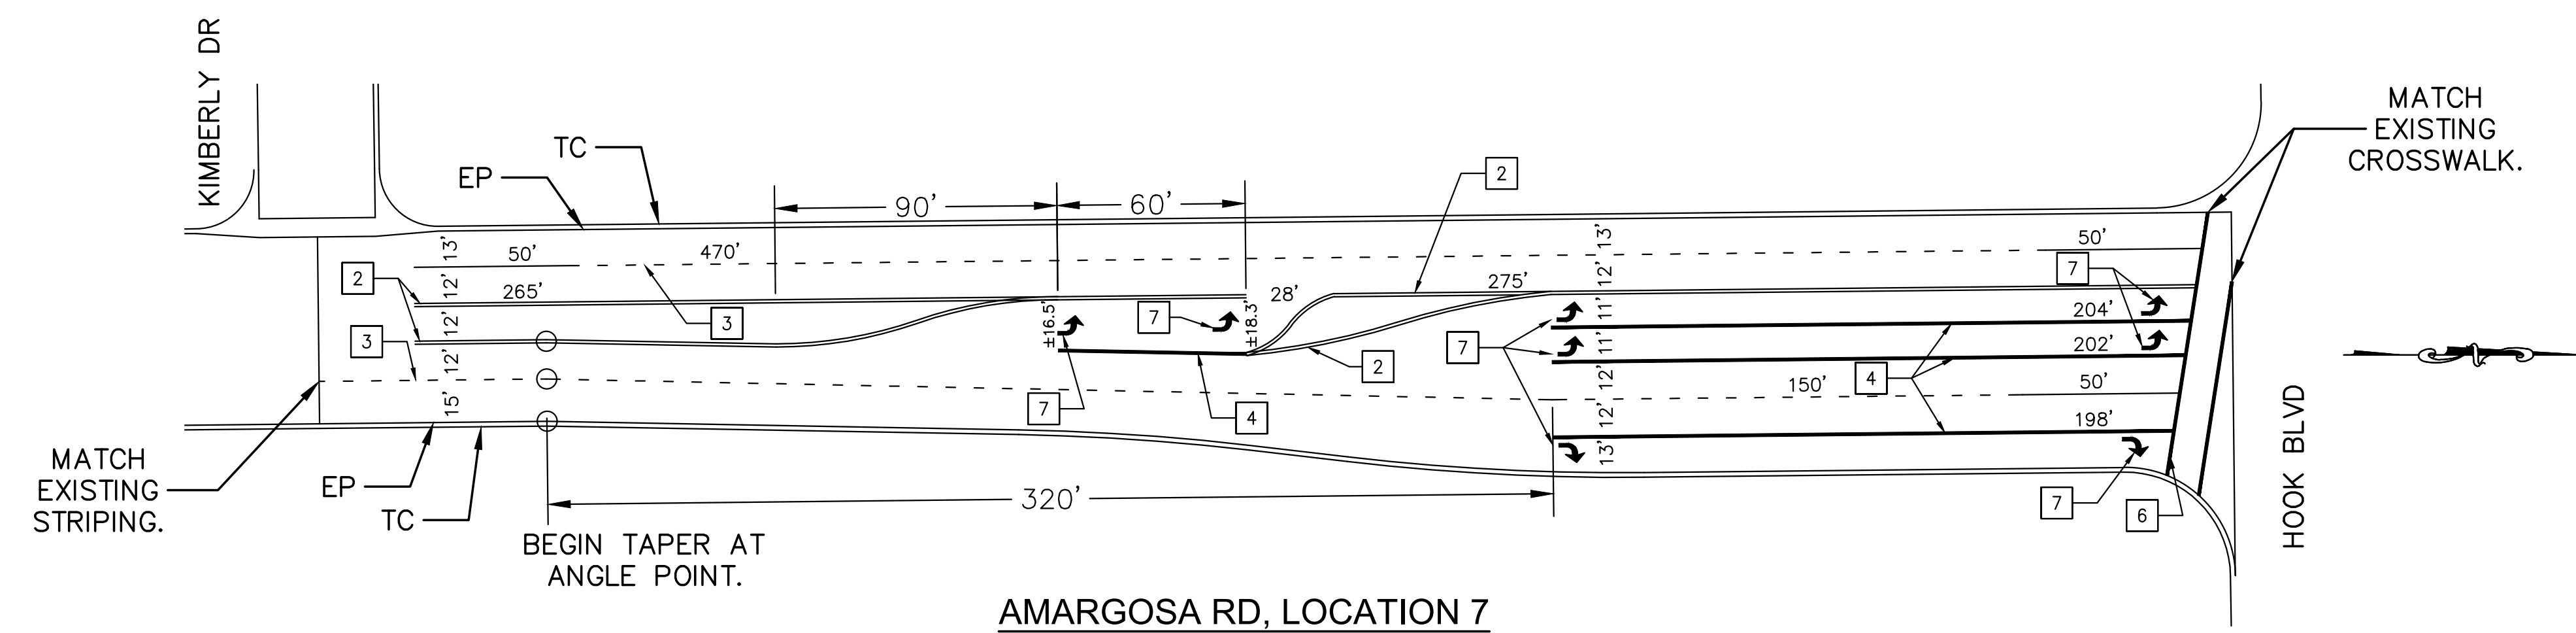 KIMBERLY DR
TC
EP
MATCH
EXISTING
CROSSWALK.
90'
60'
2
13'
50'
470'
13'
50'
2
12'
265'
3
28'
275'
12'
7
±16.5'
7
±18.3'
11'
204'
3
12'
7
11'
202'
12'
2
12'
150'
4
50'
15'
7
4
12'
198'
13'
MATCH
EXISTING
STRIPING.
EP
TC
320'
7
6
HOOK BLVD
BEGIN TAPER AT
ANGLE POINT.
AMARGOSA RD, LOCATION 7